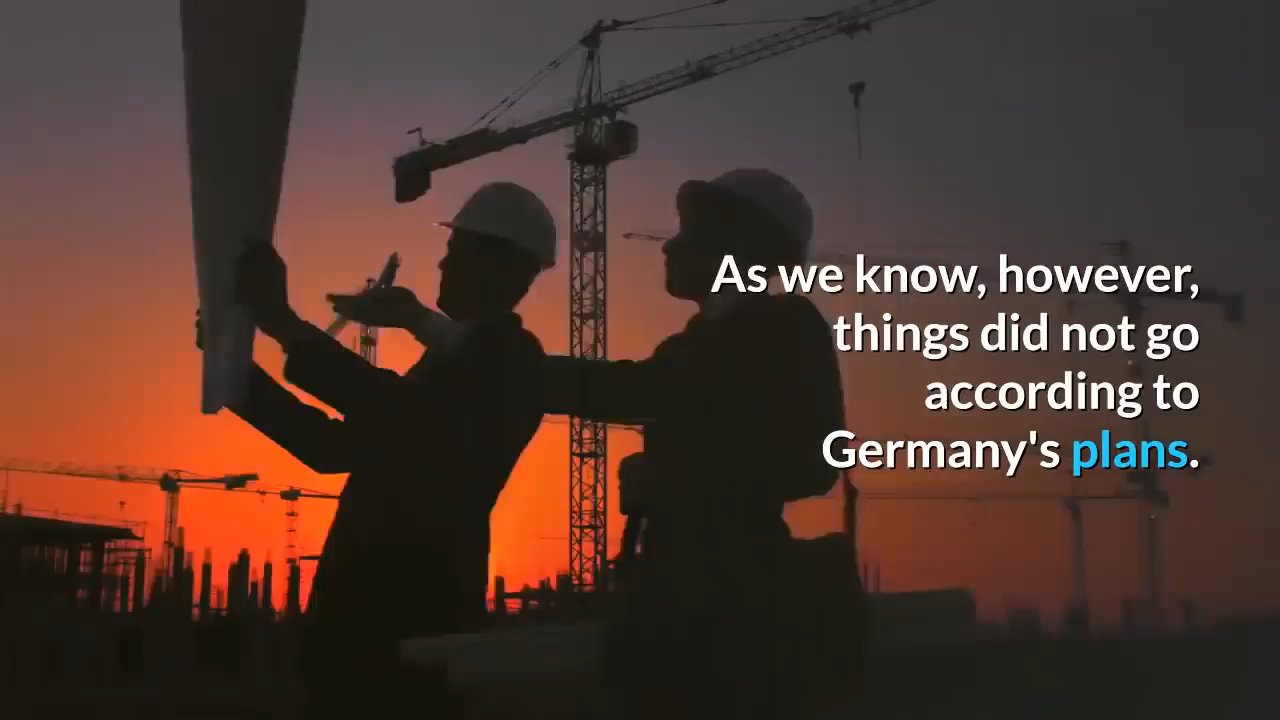 As we know, however,
things did not go
according to
Germany's plans.